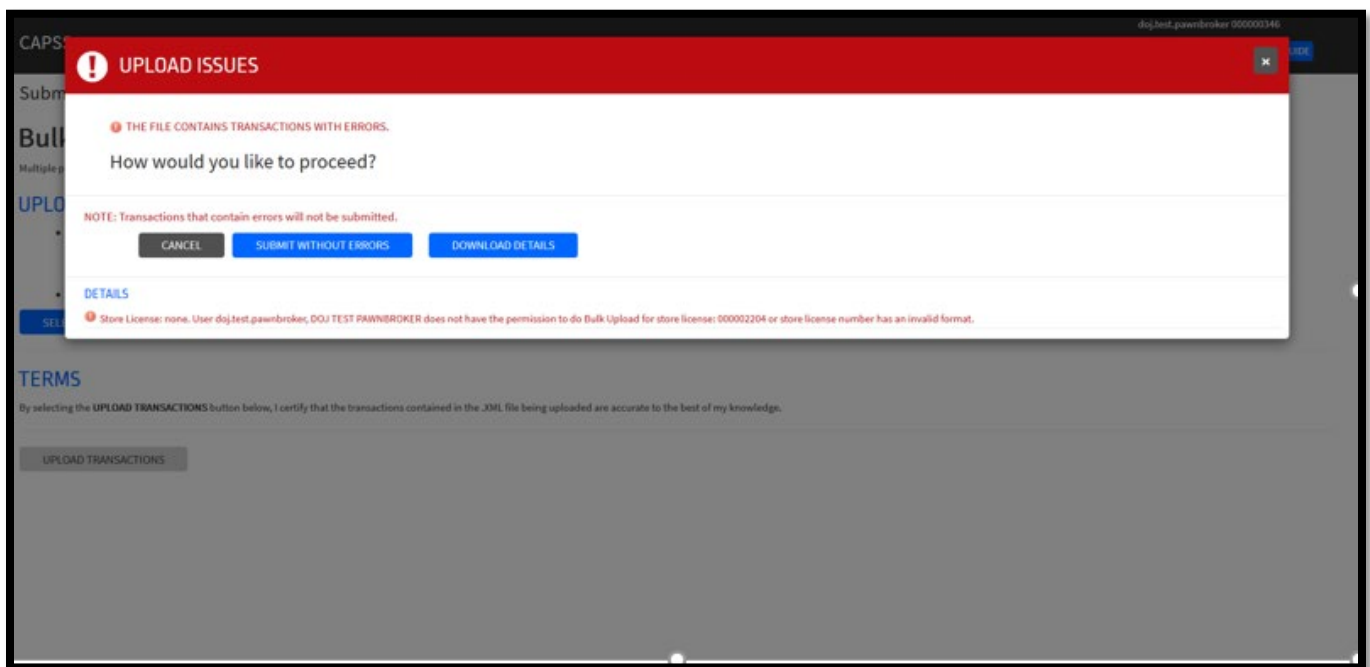 doj.test.pawnbroker 000000346
CAPSS
UIDE
UPLOAD ISSUES
Subm
THE FILE CONTAINS TRANSACTIONS WITH ERRORS.
Bulk
How would you like to proceed?
Multiple p
UPLO
NOTE: Transactions that contain errors will not be submitted.
CANCEL SUBMIT WITHOUT ERRORS DOWNLOAD DETAILS
DETAILS
SELE
Store License: none. User doj.test.pawnbroker, DOJ TEST PAWNBROKER does not have the permission to do Bulk Upload for store license: 000002204 or store license number has an invalid format.
TERMS
By selecting the UPLOAD TRANSACTIONS button below, I certify that the transactions contained in the .XML file being uploaded are accurate to the best of my knowledge.
UPLOAD TRANSACTIONS